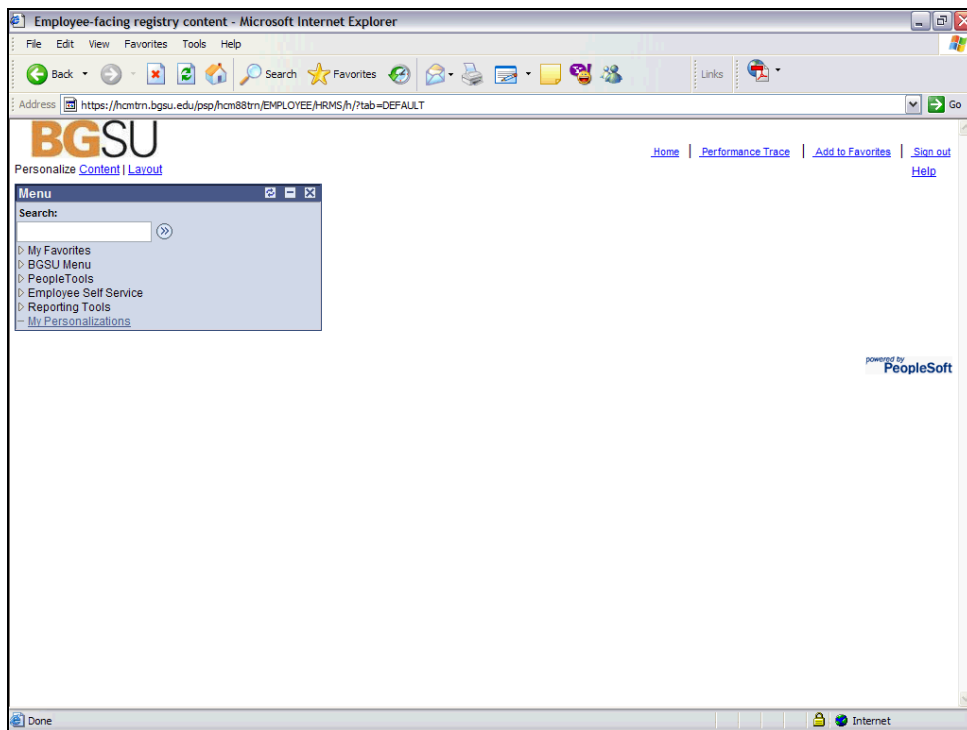 Employee-facing registry content - Microsoft Internet Explorer
File Edit View Favorites Tools Help
Back Search Favorites Links
Address https://hcmtrn.bgsu.edu/psp/hcm88trn/EMPLOYEE/HRMS/h/?tab=DEFAULT Go
BGSU
Home | Performance Trace | Add to Favorites | Sign out
Personalize Content | Layout
Help
Menu
Search:
My Favorites
BGSU Menu
PeopleTools
Employee Self Service
Reporting Tools
My Personalizations
powered by
PeopleSoft
Done Internet